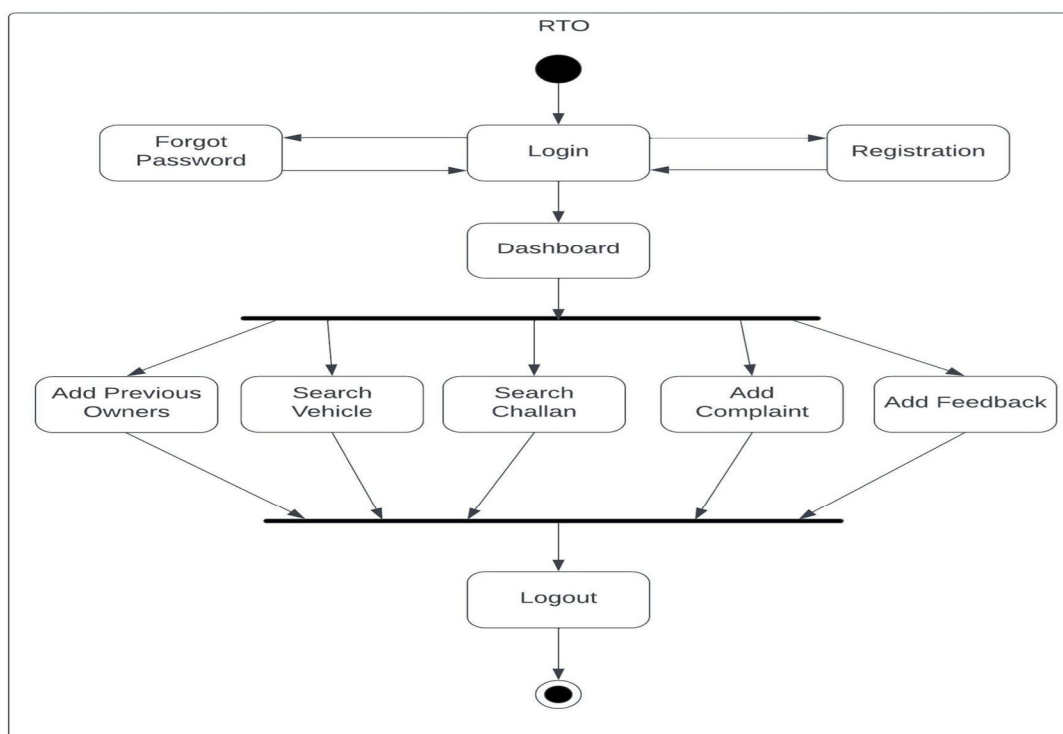 RTO
Forgot
Password
Login
Registration
Dashboard
Add Previous
Owners
Search
Vehicle
Search
Challan
Add
Complaint
Add Feedback
Logout